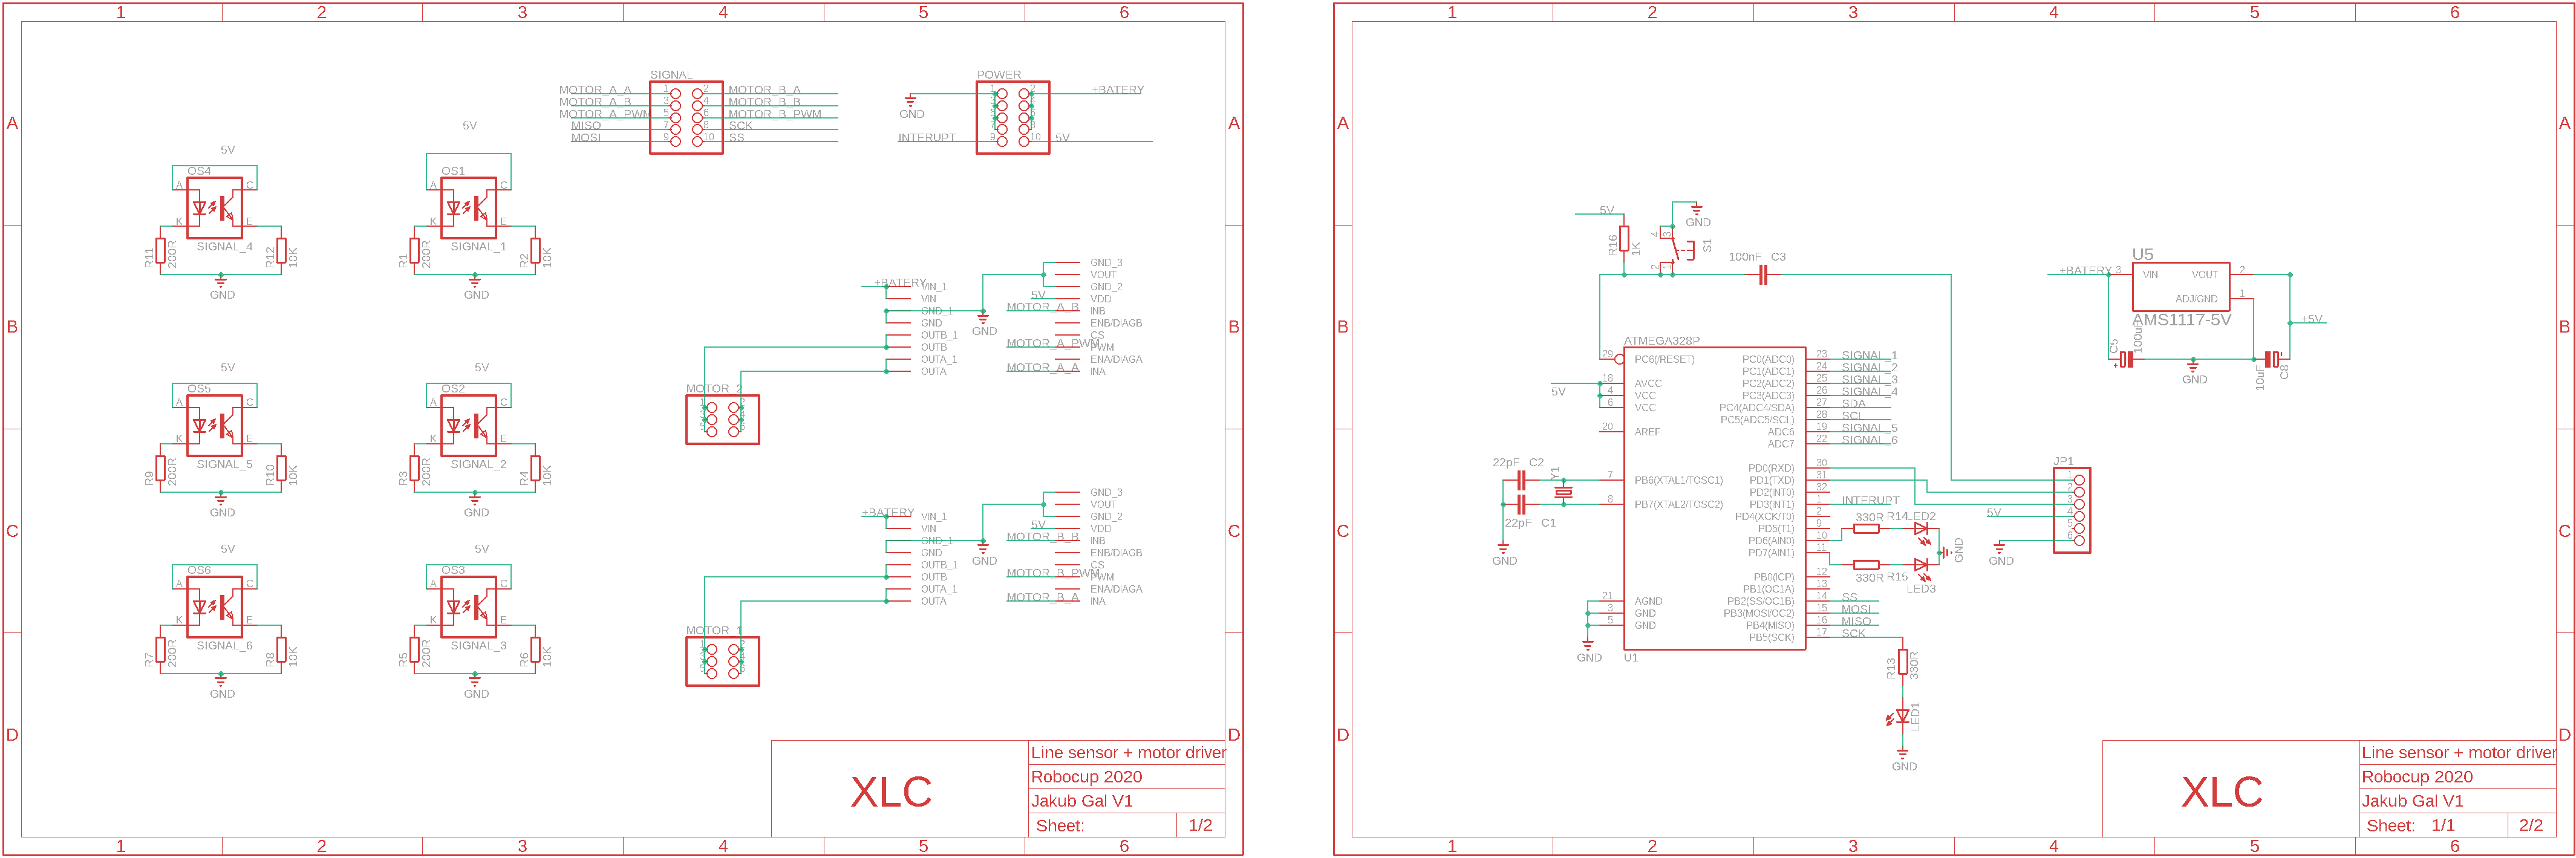 1 2 3 4 5 6
A
B
C
D
A
B
C
D
1 2 3 4 5 6
SIGNAL
MOTOR_A_A 1 2 MOTOR_B_A
MOTOR_A_B 3 4 MOTOR_B_B
MOTOR_A_PWM 5 6 MOTOR_B_PWM
MISO 7 8 SCK
MOSI 9 10 SS
POWER
+BATERY
GND
INTERUPT 9 10 5V
5V
OS4
A C
K E
SIGNAL_4
R11 200R
R12 10K
GND
5V
OS1
A C
K E
SIGNAL_1
R1 200R
R2 10K
GND
5V
OS5
A C
K E
SIGNAL_5
R9 200R
R10 10K
GND
5V
OS2
A C
K E
SIGNAL_2
R3 200R
R4 10K
GND
5V
OS6
A C
K E
SIGNAL_6
R7 200R
R8 10K
GND
5V
OS3
A C
K E
SIGNAL_3
R5 200R
R6 10K
GND
+BATERY
VIN_1
VIN
GND_1
GND
OUTB_1
OUTB
OUTA_1
OUTA
GND
GND_3
VOUT
GND_2
5V VDD
MOTOR_A_B INB
ENB/DIAGB
CS
MOTOR_A_PWM PWM
ENA/DIAGA
MOTOR_A_A INA
MOTOR_2
+BATERY
VIN_1
VIN
GND_1
GND
OUTB_1
OUTB
OUTA_1
OUTA
GND
GND_3
VOUT
GND_2
5V VDD
MOTOR_B_B INB
ENB/DIAGB
CS
MOTOR_B_PWM PWM
ENA/DIAGA
MOTOR_B_A INA
MOTOR_1
XLC
Line sensor + motor driver
Robocup 2020
Jakub Gal V1
Sheet: 1/2
1 2 3 4 5 6
A
B
C
D
A
B
C
D
1 2 3 4 5 6
5V
R16 1K
4 3
2 1
S1
GND
100nF C3
ATMEGA328P
29 PC6(/RESET)
5V
18 AVCC
4 VCC
6 VCC
20 AREF
7 PB6(XTAL1/TOSC1)
8 PB7(XTAL2/TOSC2)
21 AGND
3 GND
5 GND
GND
U1
22pF C2
22pF C1
Y1
GND
PC0(ADC0) 23 SIGNAL_1
PC1(ADC1) 24 SIGNAL_2
PC2(ADC2) 25 SIGNAL_3
PC3(ADC3) 26 SIGNAL_4
PC4(ADC4/SDA) 27 SDA
PC5(ADC5/SCL) 28 SCL
ADC6 19 SIGNAL_5
ADC7 22 SIGNAL_6
PD0(RXD) 30
PD1(TXD) 31
PD2(INT0) 32
PD3(INT1) 1 INTERUPT
PD4(XCK/T0) 2
PD5(T1) 9
PD6(AIN0) 10
PD7(AIN1) 11
PB0(ICP) 12
PB1(OC1A) 13
PB2(SS/OC1B) 14 SS
PB3(MOSI/OC2) 15 MOSI
PB4(MISO) 16 MISO
PB5(SCK) 17 SCK
330R R14 LED2
330R R15
LED3
GND
R13 330R
LED1
GND
JP1
1
2
3
5V 4
5
6
GND
U5
+BATERY 3 VIN VOUT 2
ADJ/GND 1
AMS1117-5V
+5V
C5 100uF
GND
10uF C8
XLC
Line sensor + motor driver
Robocup 2020
Jakub Gal V1
Sheet: 1/1 2/2